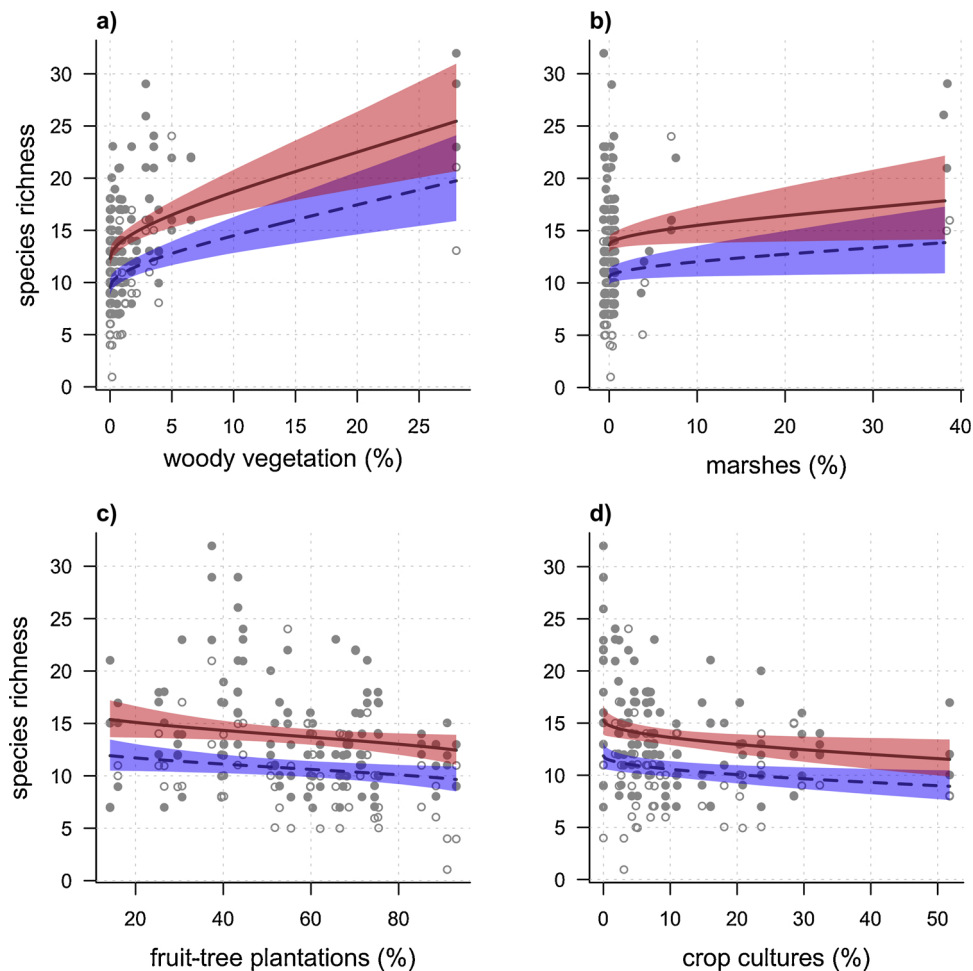 a)
30
25
20
15
10
5
0
species richness
0 5 10 15 20 25
woody vegetation (%)
b)
30
25
20
15
10
5
0
0 10 20 30 40
marshes (%)
c)
30
25
20
15
10
5
0
species richness
20 40 60 80
fruit-tree plantations (%)
d)
30
25
20
15
10
5
0
0 10 20 30 40 50
crop cultures (%)